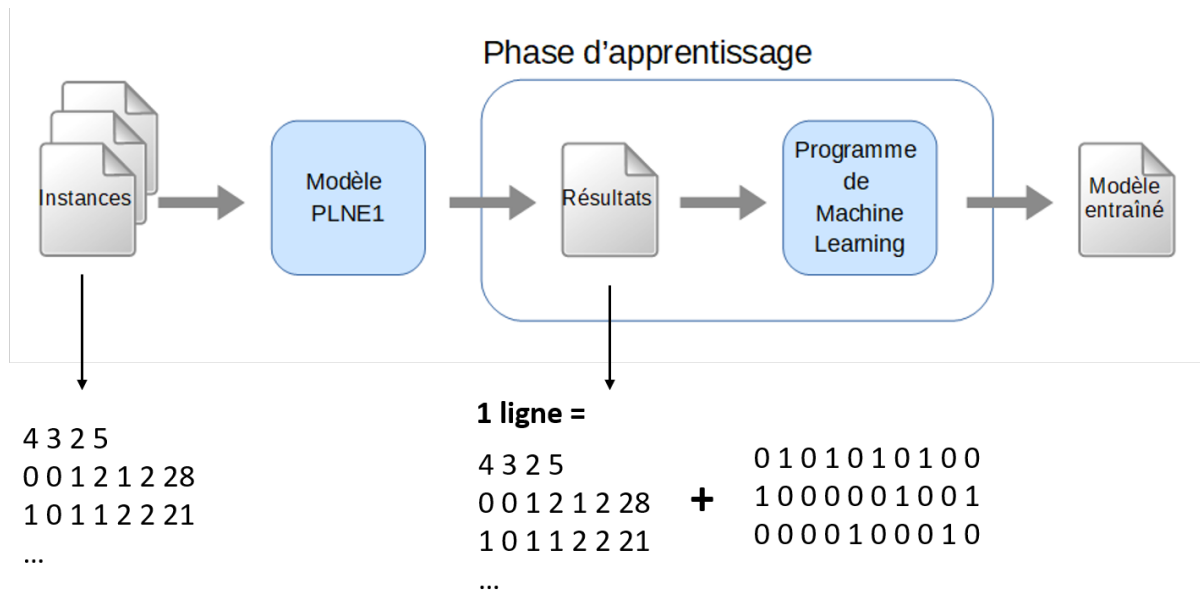 Phase d'apprentissage
Instances
Modèle
PLNE1
Résultats
Programme
de
Machine
Learning
Modèle
entraîné
4 3 2 5
0 0 1 2 1 2 28
1 0 1 1 2 2 21
...
1 ligne =
4 3 2 5
0 0 1 2 1 2 28
1 0 1 1 2 2 21
...
+
0 1 0 1 0 1 0 1 0 0
1 0 0 0 0 0 1 0 0 1
0 0 0 0 1 0 0 0 1 0